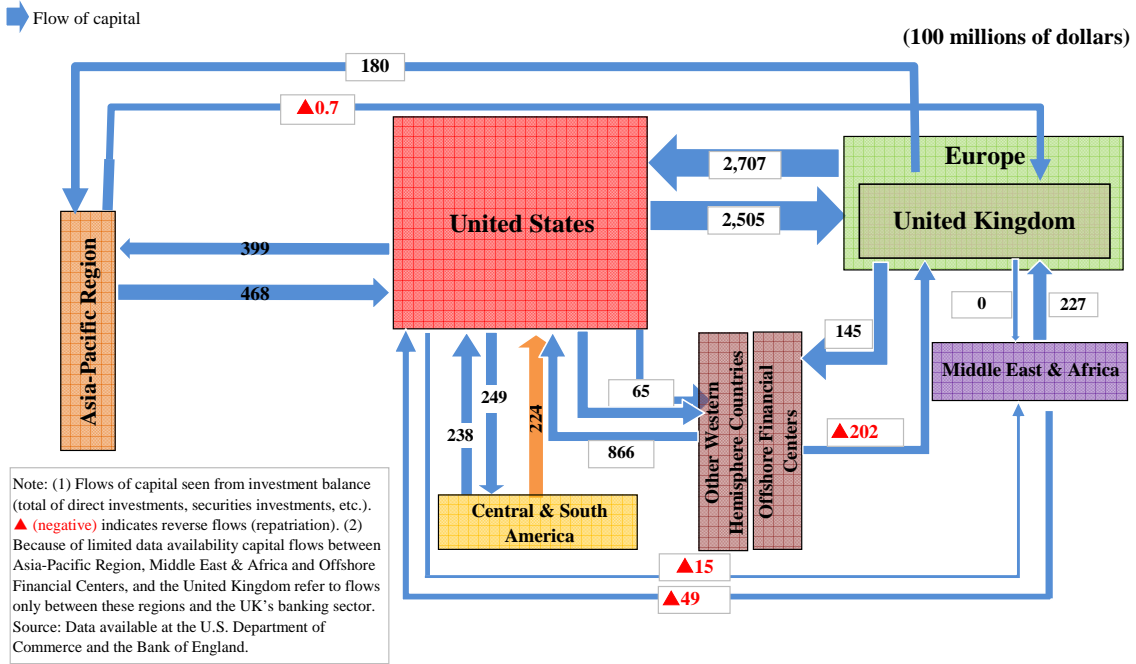 Flow of capital
(100 millions of dollars)
180
▲0.7
Europe
2,707
United States
United Kingdom
2,505
399
468
Asia-Pacific Region
0
227
145
Middle East & Africa
65
249
238
224
866
▲202
Other Western
Hemisphere Countries
Offshore Financial
Centers
Central & South
America
▲15
▲49
Note: (1) Flows of capital seen from investment balance
(total of direct investments, securities investments, etc.).
▲ (negative) indicates reverse flows (repatriation). (2)
Because of limited data availability capital flows between
Asia-Pacific Region, Middle East & Africa and Offshore
Financial Centers, and the United Kingdom refer to flows
only between these regions and the UK’s banking sector.
Source: Data available at the U.S. Department of
Commerce and the Bank of England.